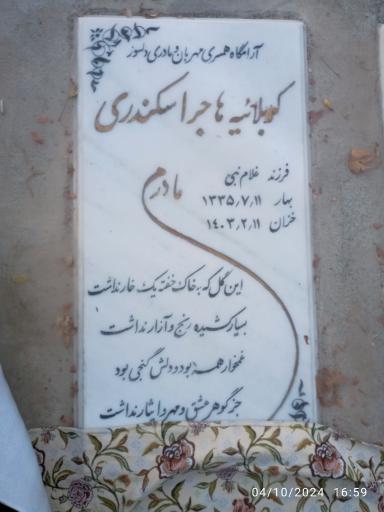 آرامگاه همسری مهربان و مادری دلسوز
کربلائیه هاجر اسکندری
فرزند غلام نبی
مادرم
بهار ۱۳۳۵٫۷٫۱۱
خزان ۱۴۰۳٫۲٫۱۱
این گل که به خاک خفته یک خار نداشت
بسیار کشیده رنج و آزار نداشت
غمخوار همه بود و دلش گنجی بود
جز گوهر عشق و مهر و ایثار نداشت
04/10/2024 16:59